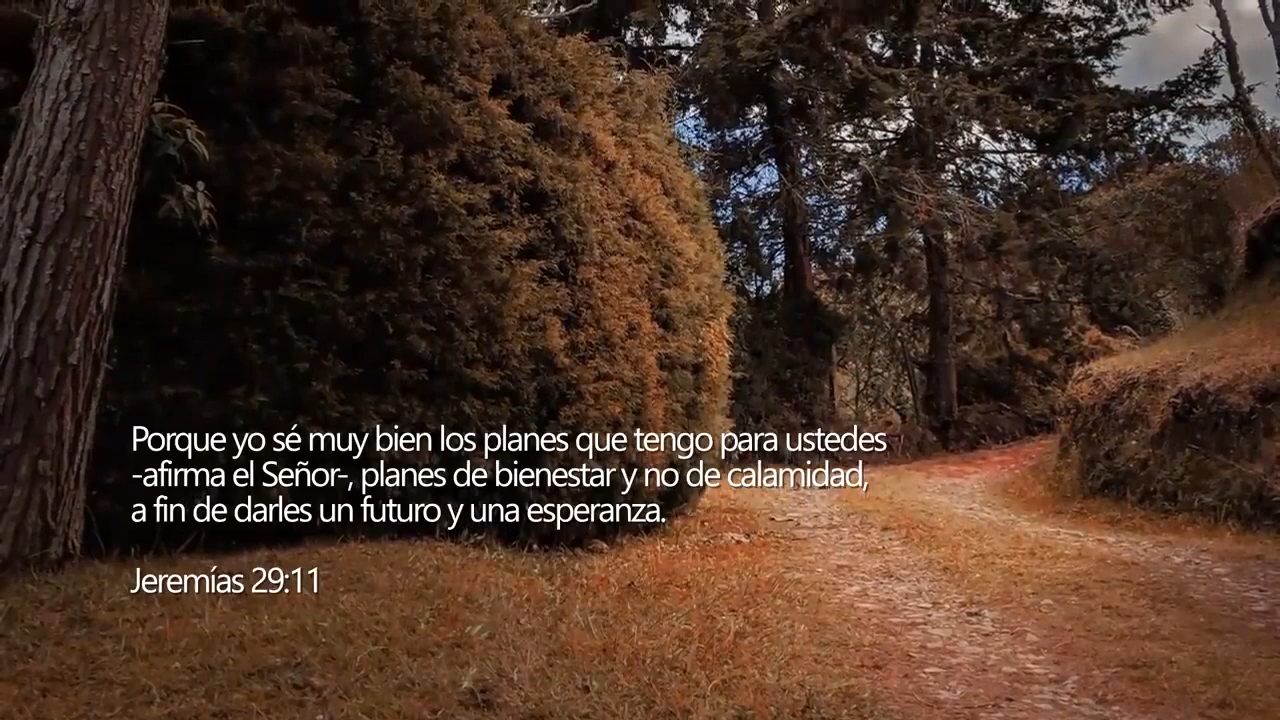 Porque yo sé muy bien los planes que tengo para ustedes
-afirma el Señor-, planes de bienestar y no de calamidad,
a fin de darles un futuro y una esperanza.
Jeremías 29:11